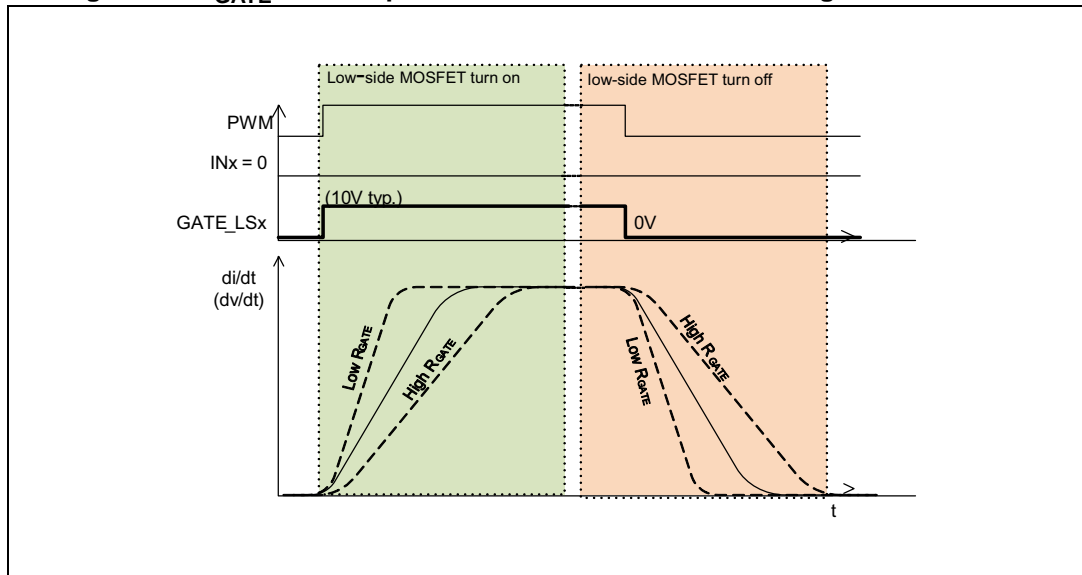 GATE
Low-side MOSFET turn on
low-side MOSFET turn off
PWM
INx = 0
(10V typ.)
GATE_LSx
0V
di/dt
(dv/dt)
Low RGATE
High RGATE
Low RGATE
High RGATE
t